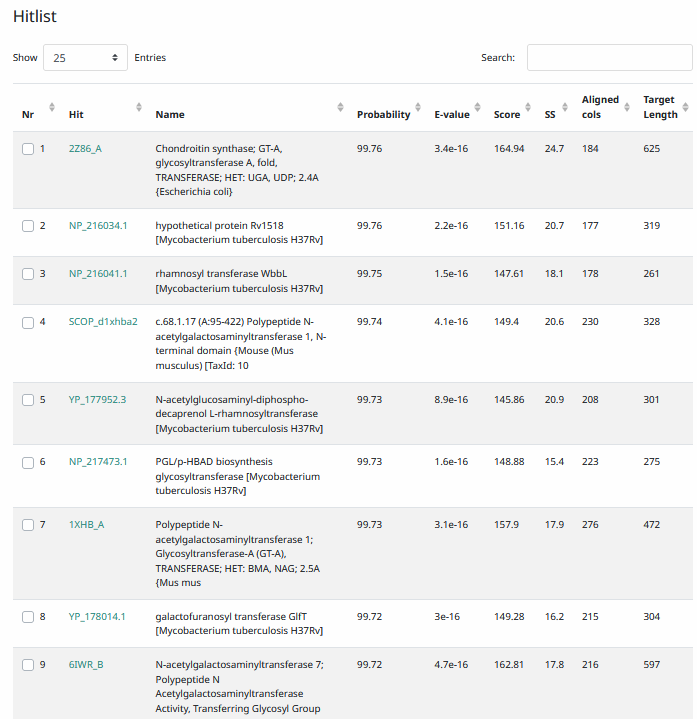 Hitlist
Show 25 Entries Search:
Nr Hit Name Probability E-value Score SS Aligned cols Target Length
1 2Z86_A Chondroitin synthase; GT-A, 99.76 3.4e-16 164.94 24.7 184 625
glycosyltransferase A, fold,
TRANSFERASE; HET: UGA, UDP; 2.4A
{Escherichia coli}
2 NP_216034.1 hypothetical protein Rv1518 99.76 2.2e-16 151.16 20.7 177 319
[Mycobacterium tuberculosis H37Rv]
3 NP_216041.1 rhamnosyl transferase WbbL 99.75 1.5e-16 147.61 18.1 178 261
[Mycobacterium tuberculosis H37Rv]
4 SCOP_d1xhba2 c.68.1.17 (A:95-422) Polypeptide N- 99.74 4.1e-16 149.4 20.6 230 328
acetylgalactosaminyltransferase 1, N-
terminal domain {Mouse (Mus
musculus) [TaxId: 10
5 YP_177952.3 N-acetylglucosaminyl-diphospho- 99.73 8.9e-16 145.86 20.9 208 301
decaprenol L-rhamnosyltransferase
[Mycobacterium tuberculosis H37Rv]
6 NP_217473.1 PGL/p-HBAD biosynthesis 99.73 1.6e-16 148.88 15.4 223 275
glycosyltransferase [Mycobacterium
tuberculosis H37Rv]
7 1XHB_A Polypeptide N- 99.73 3.1e-16 157.9 17.9 276 472
acetylgalactosaminyltransferase 1;
Glycosyltransferase-A (GT-A),
TRANSFERASE; HET: BMA, NAG; 2.5A
{Mus mus
8 YP_178014.1 galactofuranosyl transferase GlfT 99.72 3e-16 149.28 16.2 215 304
[Mycobacterium tuberculosis H37Rv]
9 6IWR_B N-acetylgalactosaminyltransferase 7; 99.72 4.7e-16 162.81 17.8 216 597
Polypeptide N
Acetylgalactosaminyltransferase
Activity, Transferring Glycosyl Group